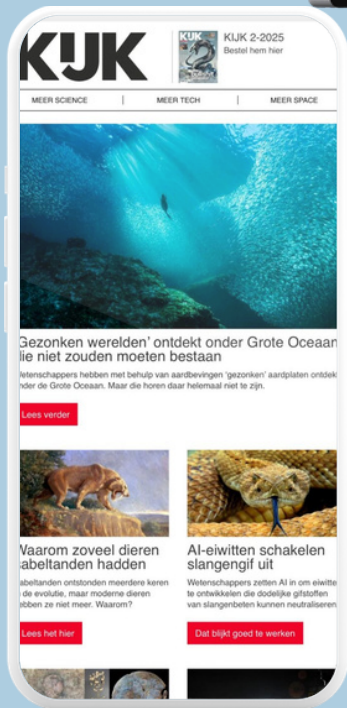 KIJK
KIJK 2-2025
Bestel hem hier
KIJK
MEER SCIENCE
MEER TECH
MEER SPACE
Gezonken werelden' ontdekt onder Grote Oceaan
die niet zouden moeten bestaan
Wetenschappers hebben met behulp van aardbevingen 'gezonken' aardplaten ontdek
onder de Grote Oceaan. Maar die horen daar helemaal niet te zijn.
Lees verder
Waarom zoveel dieren
sabeltanden hadden
Sabeltanden ontstonden meerdere keren
in de evolutie, maar moderne dieren
hebben ze niet meer. Waarom?
Lees het hier
AI-eiwitten schakelen
slangengif uit
Wetenschappers zetten AI in om eiwitte
te ontwikkelen die dodelijke gifstoffen
van slangenbeten kunnen neutraliseren
Dat blijkt goed te werken